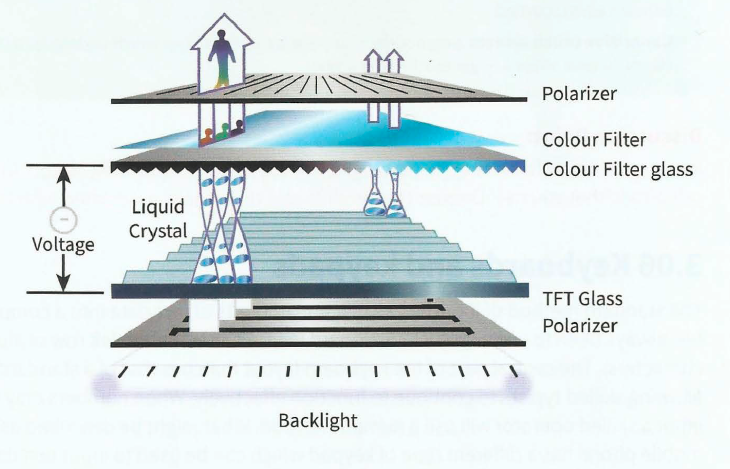 Polarizer
Colour Filter
Colour Filter glass
Liquid
Crystal
Voltage
TFT Glass
Polarizer
Backlight